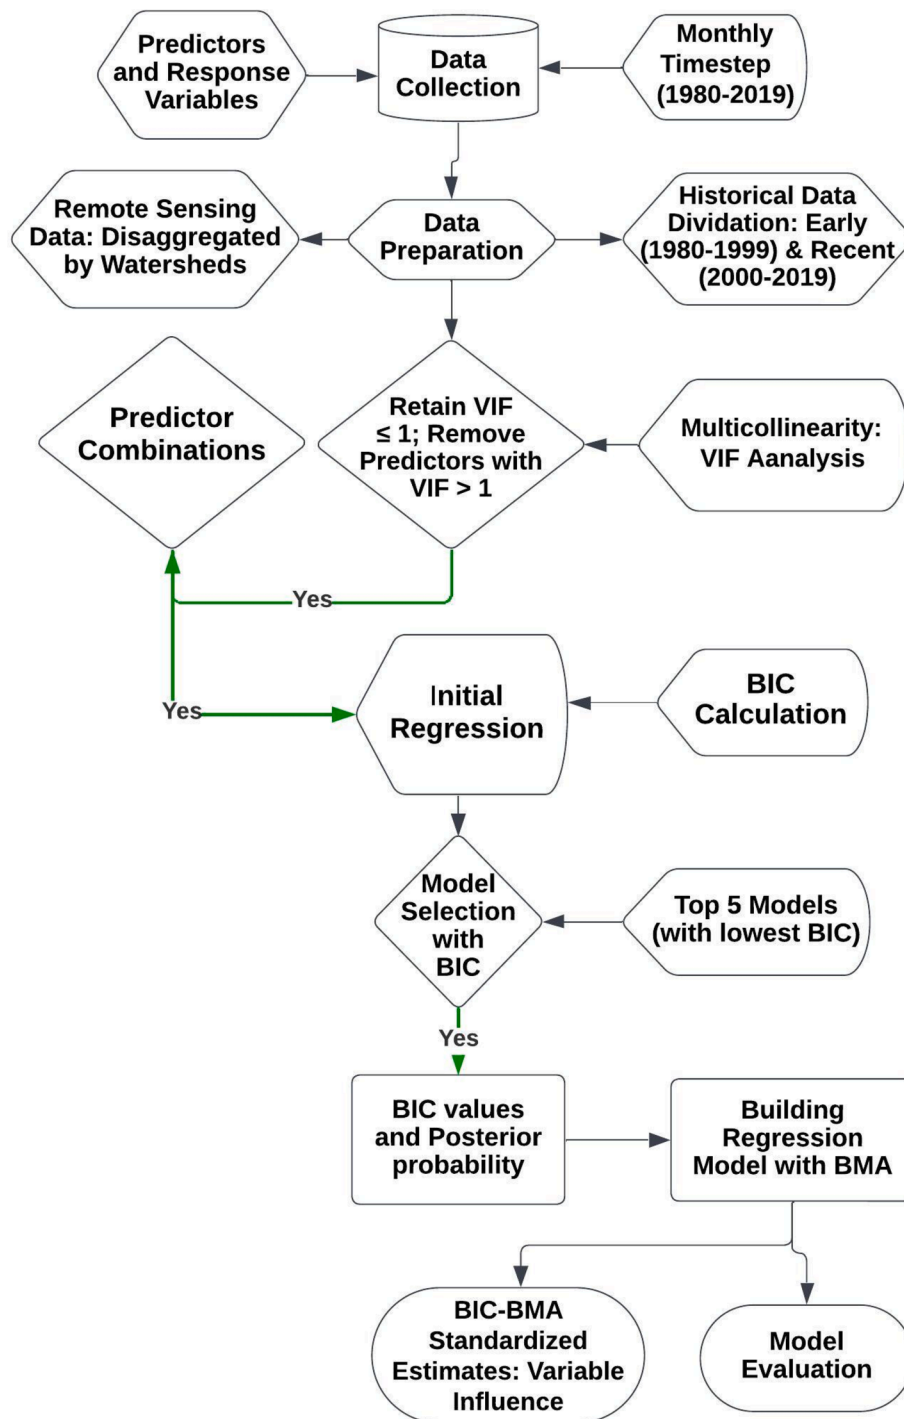 Predictors
and Response
Variables
Data
Collection
Monthly
Timestep
(1980-2019)
Remote Sensing
Data: Disaggregated
by Watersheds
Data
Preparation
Historical Data
Dividation: Early
(1980-1999) & Recent
(2000-2019)
Predictor
Combinations
Retain VIF
≤ 1; Remove
Predictors with
VIF > 1
Multicollinearity:
VIF Aanalysis
Yes
Yes
Initial
Regression
BIC
Calculation
Model
Selection
with
BIC
Top 5 Models
(with lowest BIC)
Yes
BIC values
and Posterior
probability
Building
Regression
Model with BMA
BIC-BMA
Standardized
Estimates: Variable
Influence
Model
Evaluation